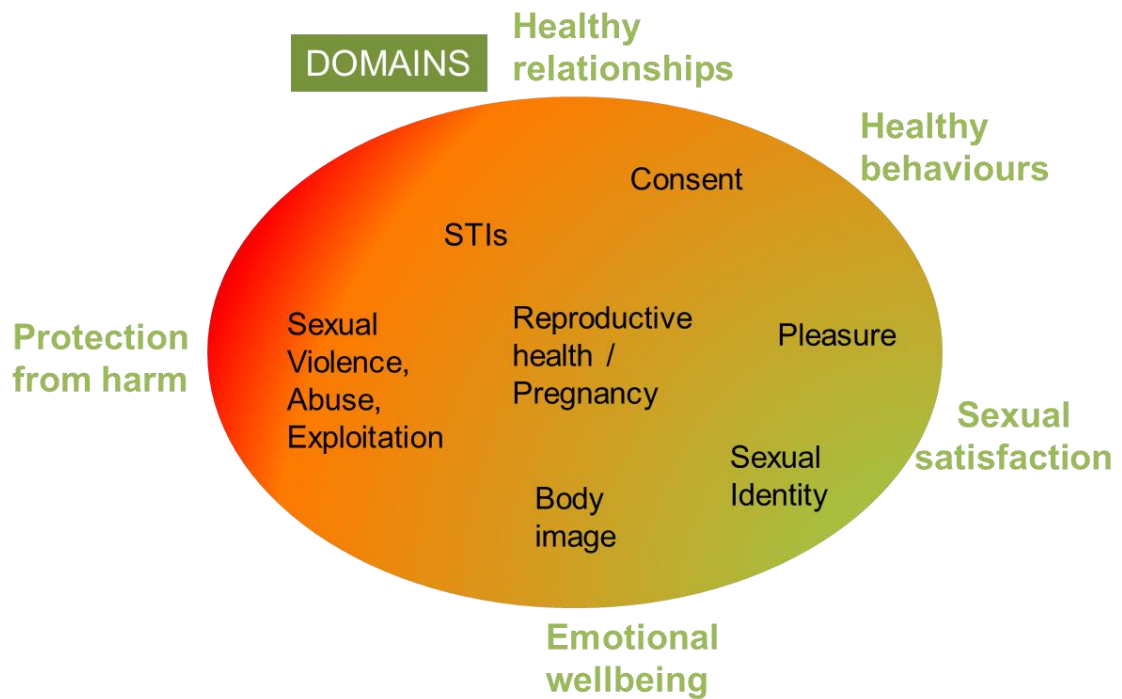 DOMAINS
Healthy
relationships
Healthy
behaviours
Consent
STIs
Protection
from harm
Sexual
Violence,
Abuse,
Exploitation
Reproductive
health /
Pregnancy
Pleasure
Sexual
satisfaction
Sexual
Identity
Body
image
Emotional
wellbeing